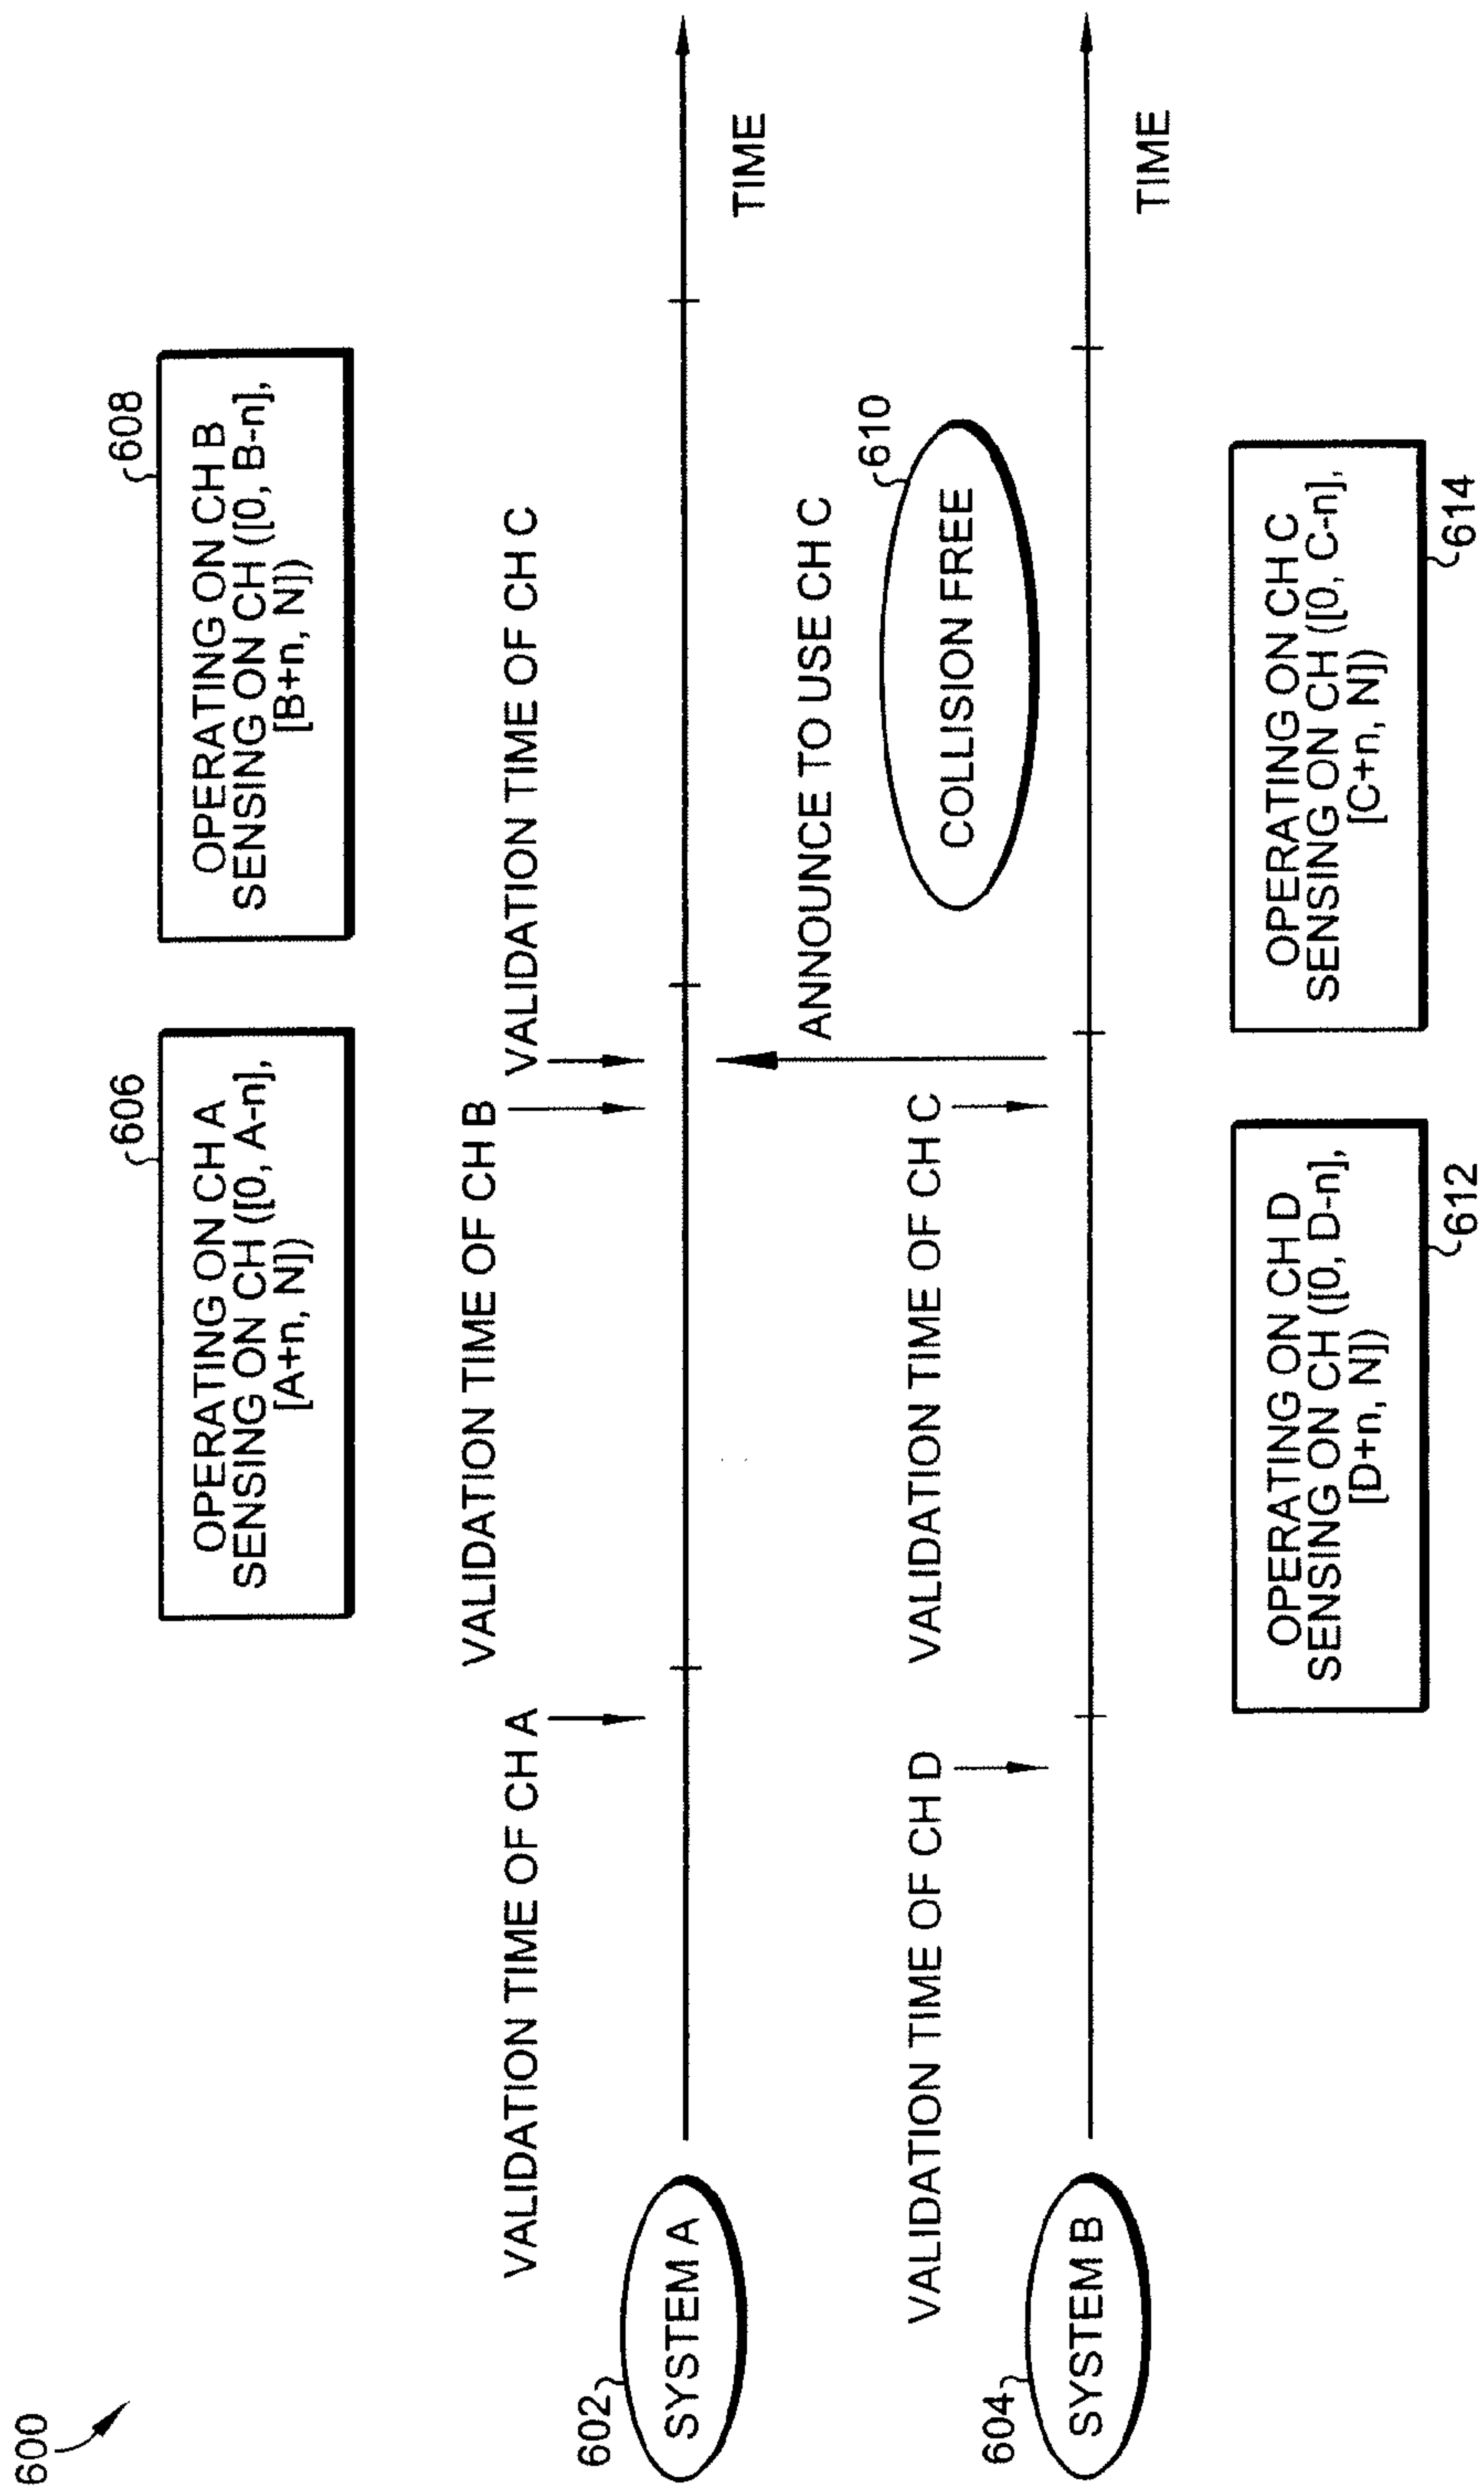 600
606
OPERATING ON CH A
SENSING ON CH ([0, A-n],
[A+n, N])
608
OPERATING ON CH B
SENSING ON CH ([0, B-n],
[B+n, N])
VALIDATION TIME OF CH A
VALIDATION TIME OF CH B
VALIDATION TIME OF CH C
602
SYSTEM A
TIME
ANNOUNCE TO USE CH C
610
COLLISION FREE
VALIDATION TIME OF CH D
VALIDATION TIME OF CH C
604
SYSTEM B
TIME
OPERATING ON CH D
SENSING ON CH ([0, D-n],
[D+n, N])
612
OPERATING ON CH C
SENSING ON CH ([0, C-n],
[C+n, N])
614